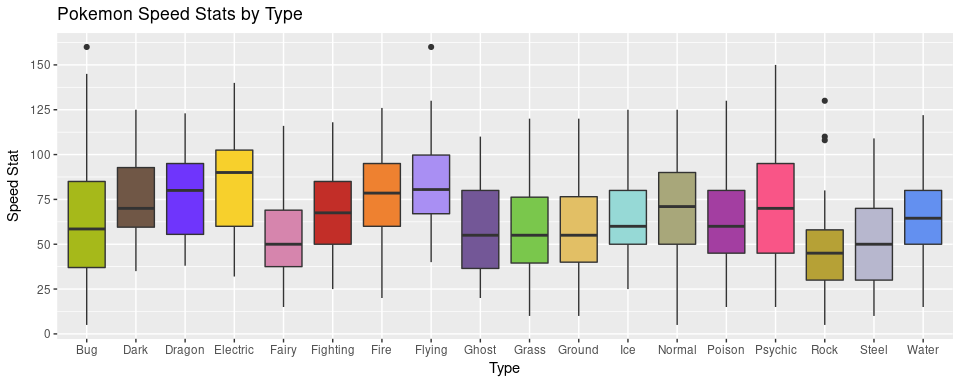 Pokemon Speed Stats by Type
Speed Stat
150
125
100
75
50
25
0
Bug Dark Dragon Electric Fairy Fighting Fire Flying Ghost Grass Ground Ice Normal Poison Psychic Rock Steel Water
Type